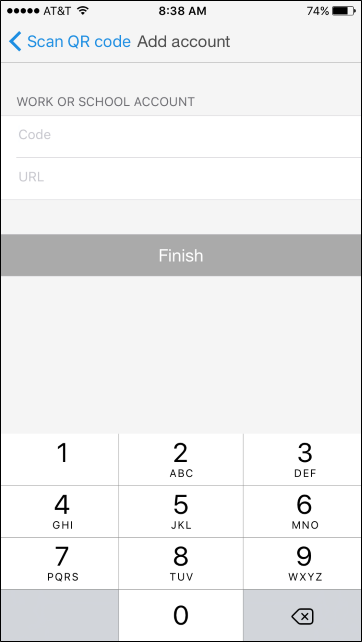 AT&T 8:38 AM 74%
Scan QR code Add account
WORK OR SCHOOL ACCOUNT
Code
URL
Finish
1 2 3
ABC DEF
4 5 6
GHI JKL MNO
7 8 9
PQRS TUV WXYZ
0